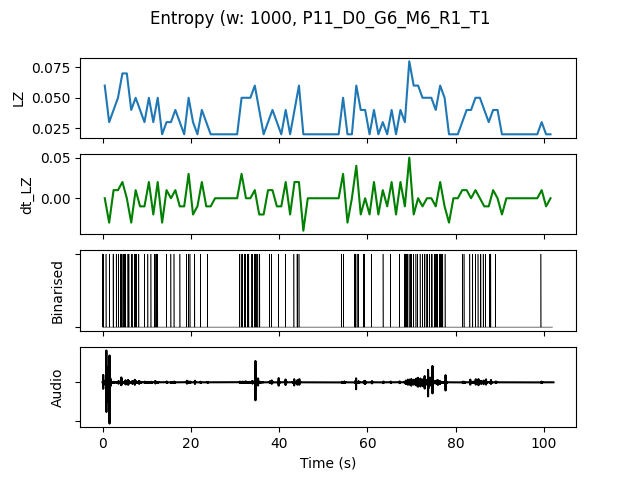 Entropy (w: 1000, P11_D0_G6_M6_R1_T1
0.075
0.050
0.025
LZ
0.05
0.00
dt_LZ
Binarised
Audio
0 20 40 60 80 100
Time (s)